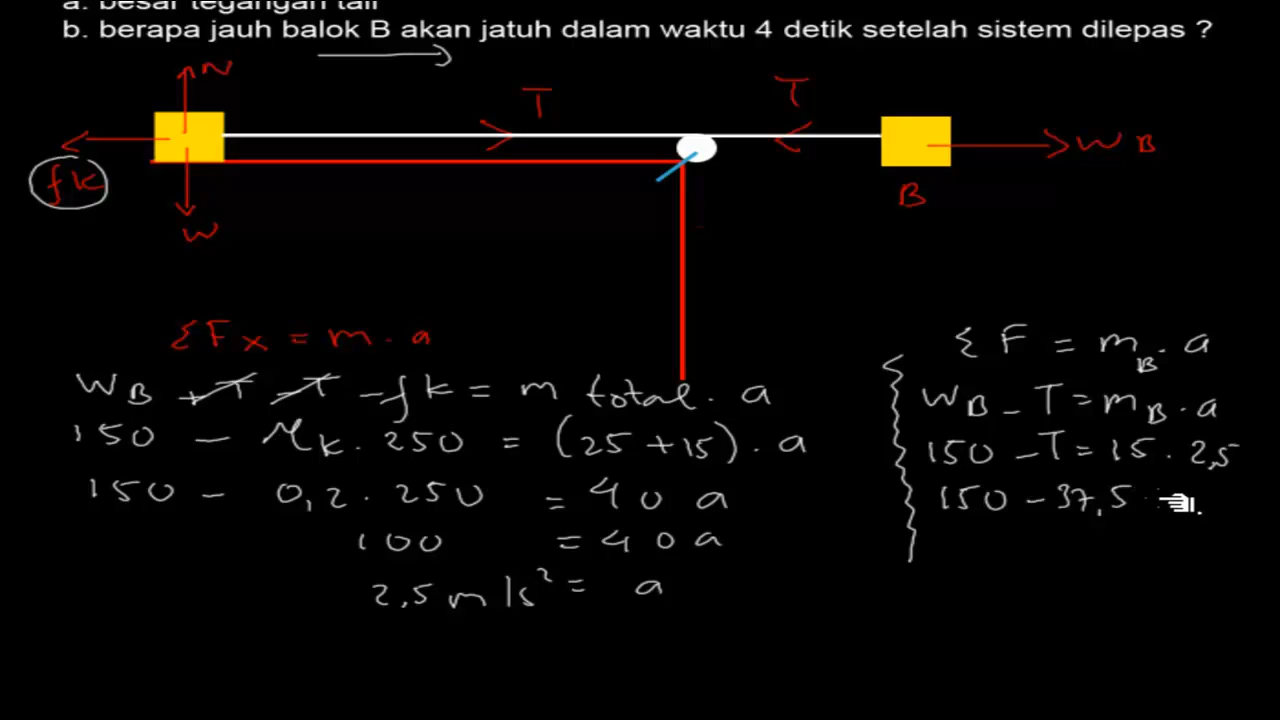 a. besar tegangan tali
b. berapa jauh balok B akan jatuh dalam waktu 4 detik setelah sistem dilepas ?
N
T
T
fk
W
W B
B
ΣFx = m . a
WB + T - T - fk = m total . a
150 - μk . 250 = (25 + 15) . a
150 - 0,2 . 250 = 40 a
100 = 40 a
2,5 m/s² = a
Σ F = mB . a
WB - T = mB . a
150 - T = 15 . 2,5
150 - 37,5